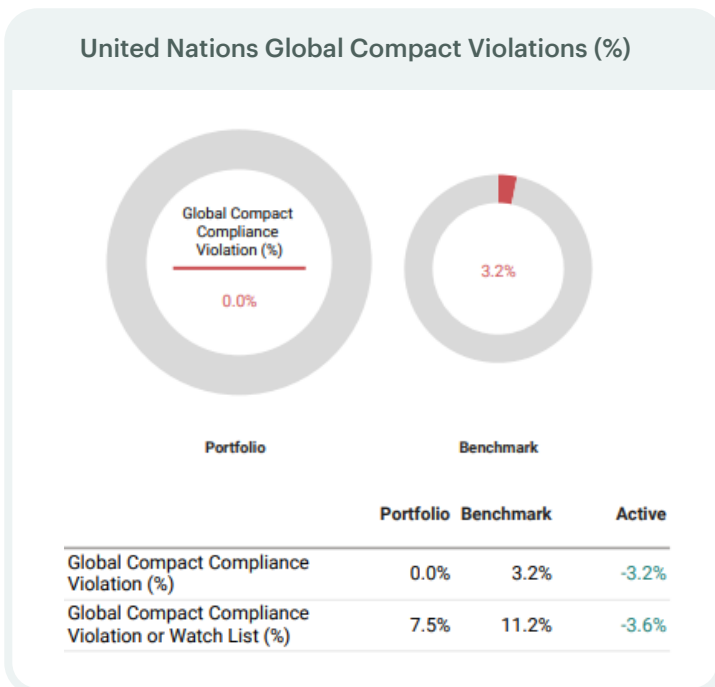 United Nations Global Compact Violations (%)
Global Compact
Compliance
Violation (%)
0.0%
3.2%
Portfolio
Benchmark
Portfolio Benchmark Active
Global Compact Compliance
Violation (%) 0.0% 3.2% -3.2%
Global Compact Compliance
Violation or Watch List (%) 7.5% 11.2% -3.6%